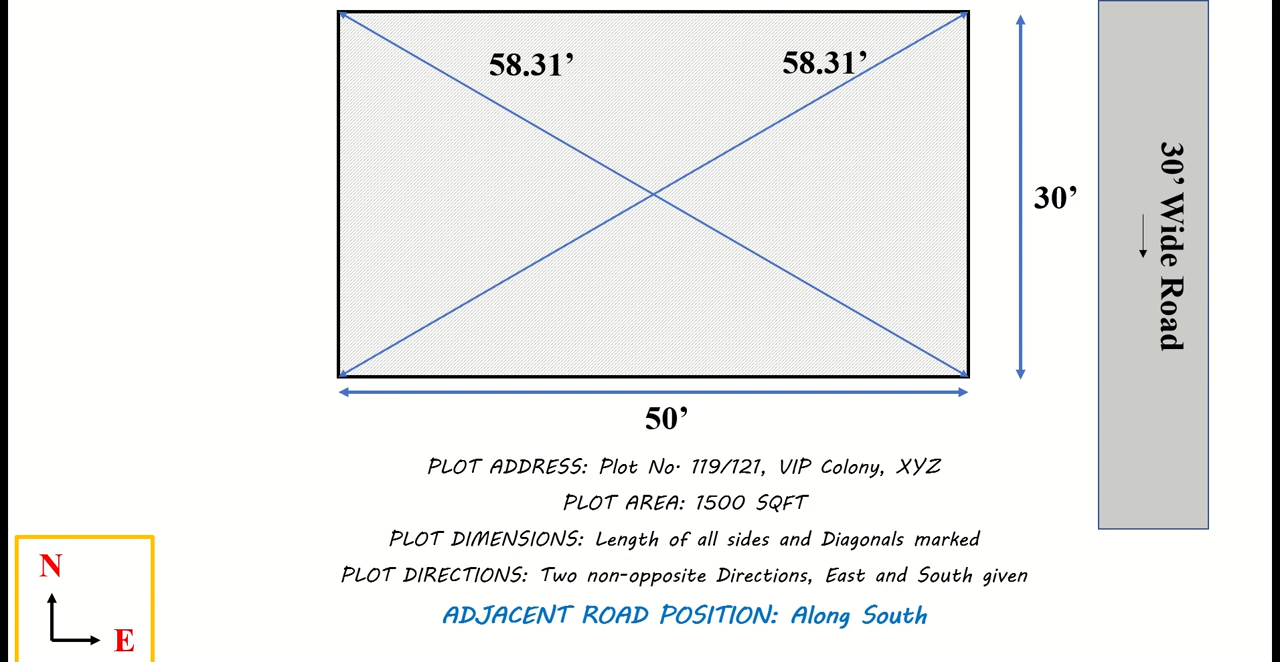 58.31’ 58.31’
30’
30’ Wide Road
50’
PLOT ADDRESS: Plot No. 119/121, VIP Colony, XYZ
PLOT AREA: 1500 SQFT
PLOT DIMENSIONS: Length of all sides and Diagonals marked
PLOT DIRECTIONS: Two non-opposite Directions, East and South given
ADJACENT ROAD POSITION: Along South
N
E